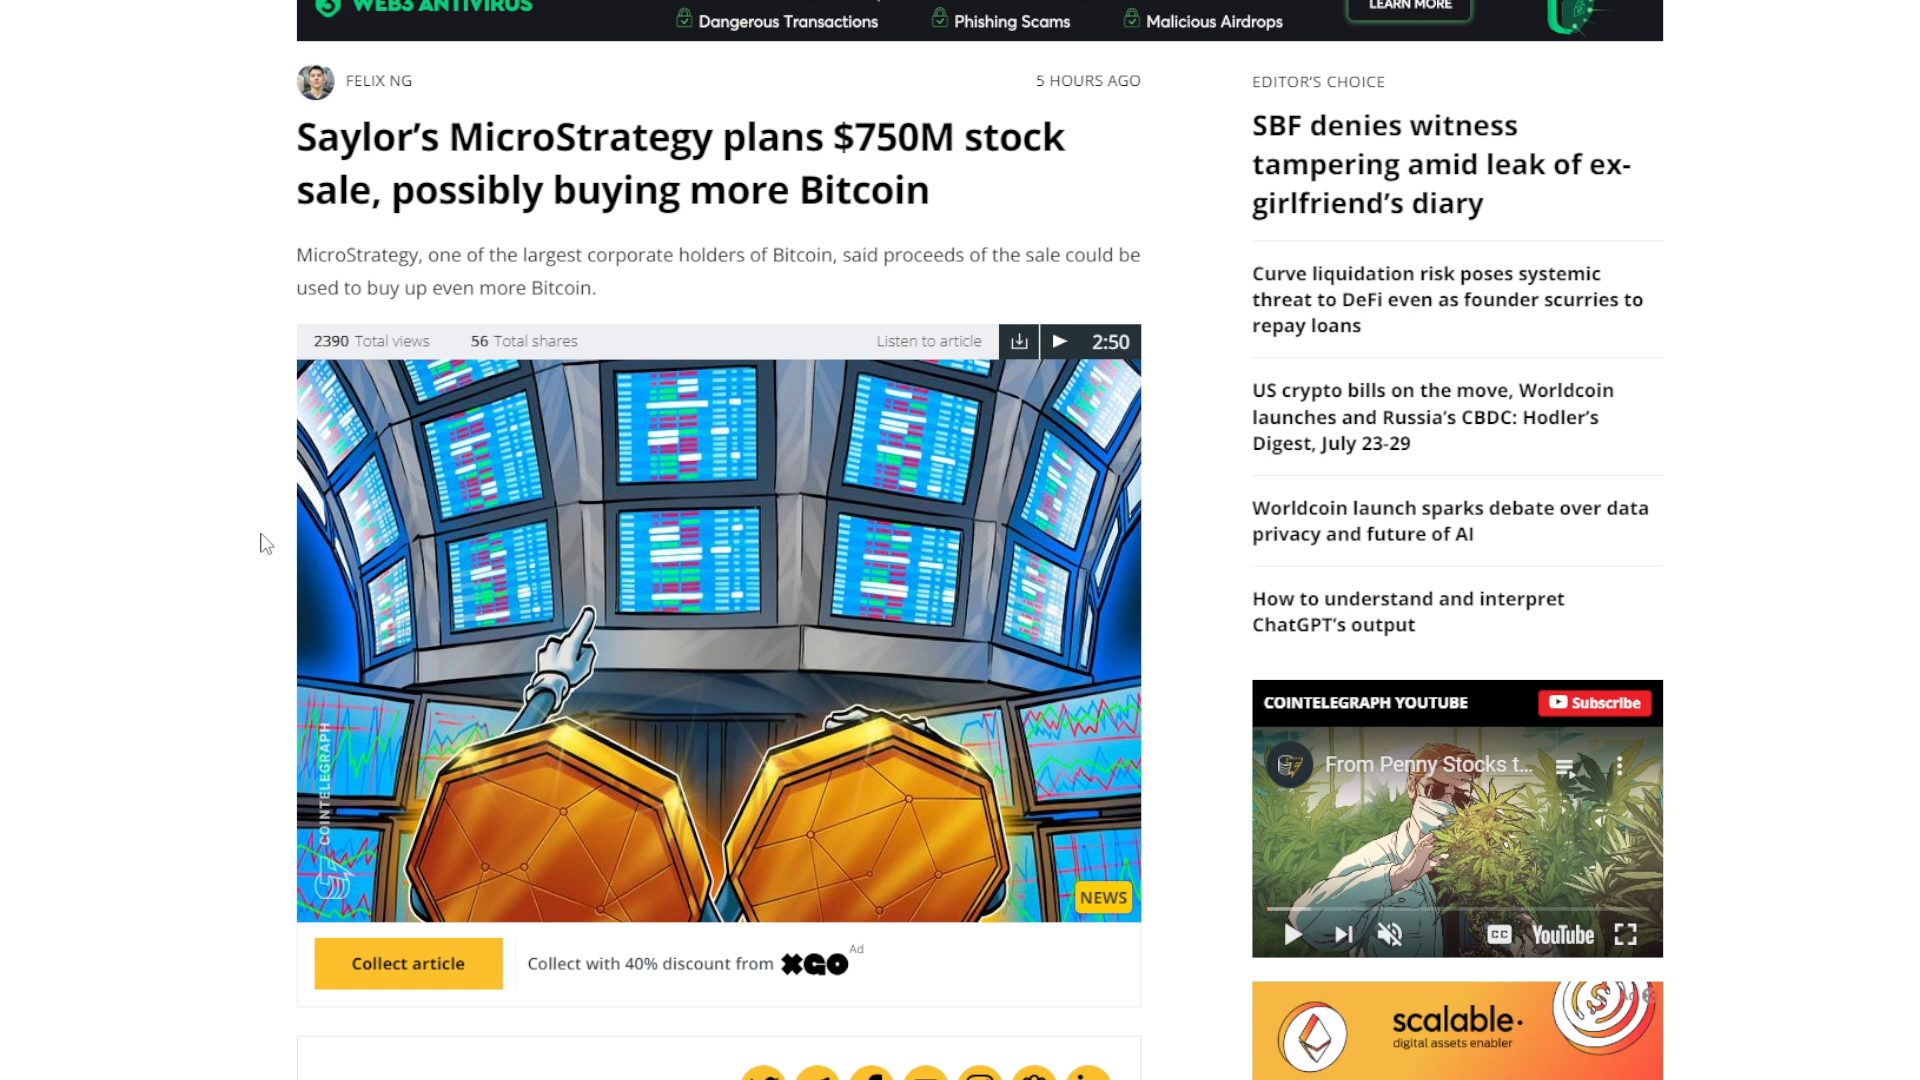 WEB3 ANTIVIRUS
Dangerous Transactions
Phishing Scams
Malicious Airdrops
LEARN MORE
FELIX NG
5 HOURS AGO
Saylor’s MicroStrategy plans $750M stock
sale, possibly buying more Bitcoin
MicroStrategy, one of the largest corporate holders of Bitcoin, said proceeds of the sale could be
used to buy up even more Bitcoin.
2390 Total views
56 Total shares
Listen to article
2:50
COINTELEGRAPH
NEWS
Collect article
Collect with 40% discount from XGO
Ad
EDITOR’S CHOICE
SBF denies witness
tampering amid leak of ex-
girlfriend’s diary
Curve liquidation risk poses systemic
threat to DeFi even as founder scurries to
repay loans
US crypto bills on the move, Worldcoin
launches and Russia’s CBDC: Hodler’s
Digest, July 23-29
Worldcoin launch sparks debate over data
privacy and future of AI
How to understand and interpret
ChatGPT’s output
COINTELEGRAPH YOUTUBE
Subscribe
From Penny Stocks t...
CC
YouTube
Ad
scalable
digital assets enabler